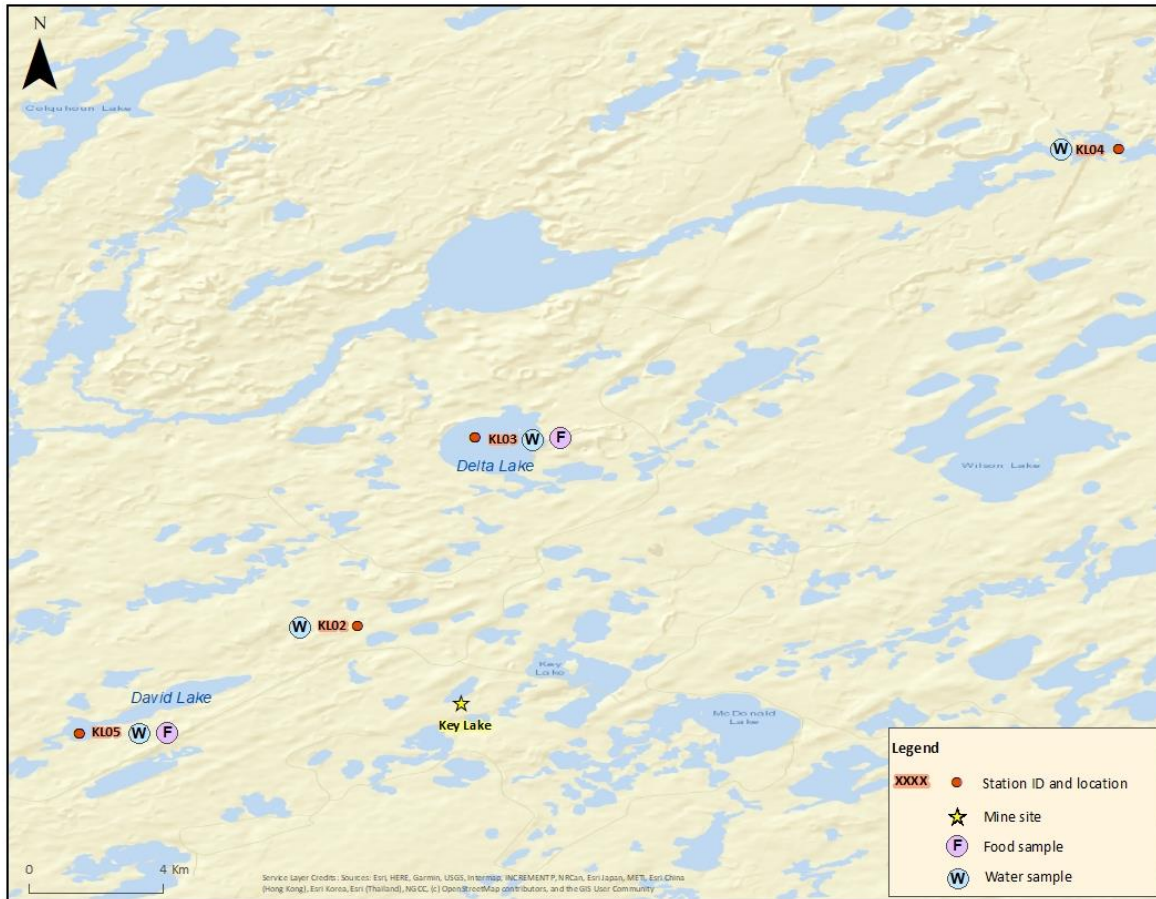 N
Colquhoun Lake
W KL04
KL03 W F
Delta Lake
Wilson Lake
W KL02
Key
Lake
David Lake
Key Lake
McDonald
Lake
KL05 W F
Legend
XXXX Station ID and location
Mine site
F Food sample
W Water sample
0 4 Km
Service Layer Credits: Sources: Esri, HERE, Garmin, USGS, Intermap, INCREMENT P, NRCan, Esri Japan, METI, Esri China
(Hong Kong), Esri Korea, Esri (Thailand), NGCC, (c) OpenStreetMap contributors, and the GIS User Community